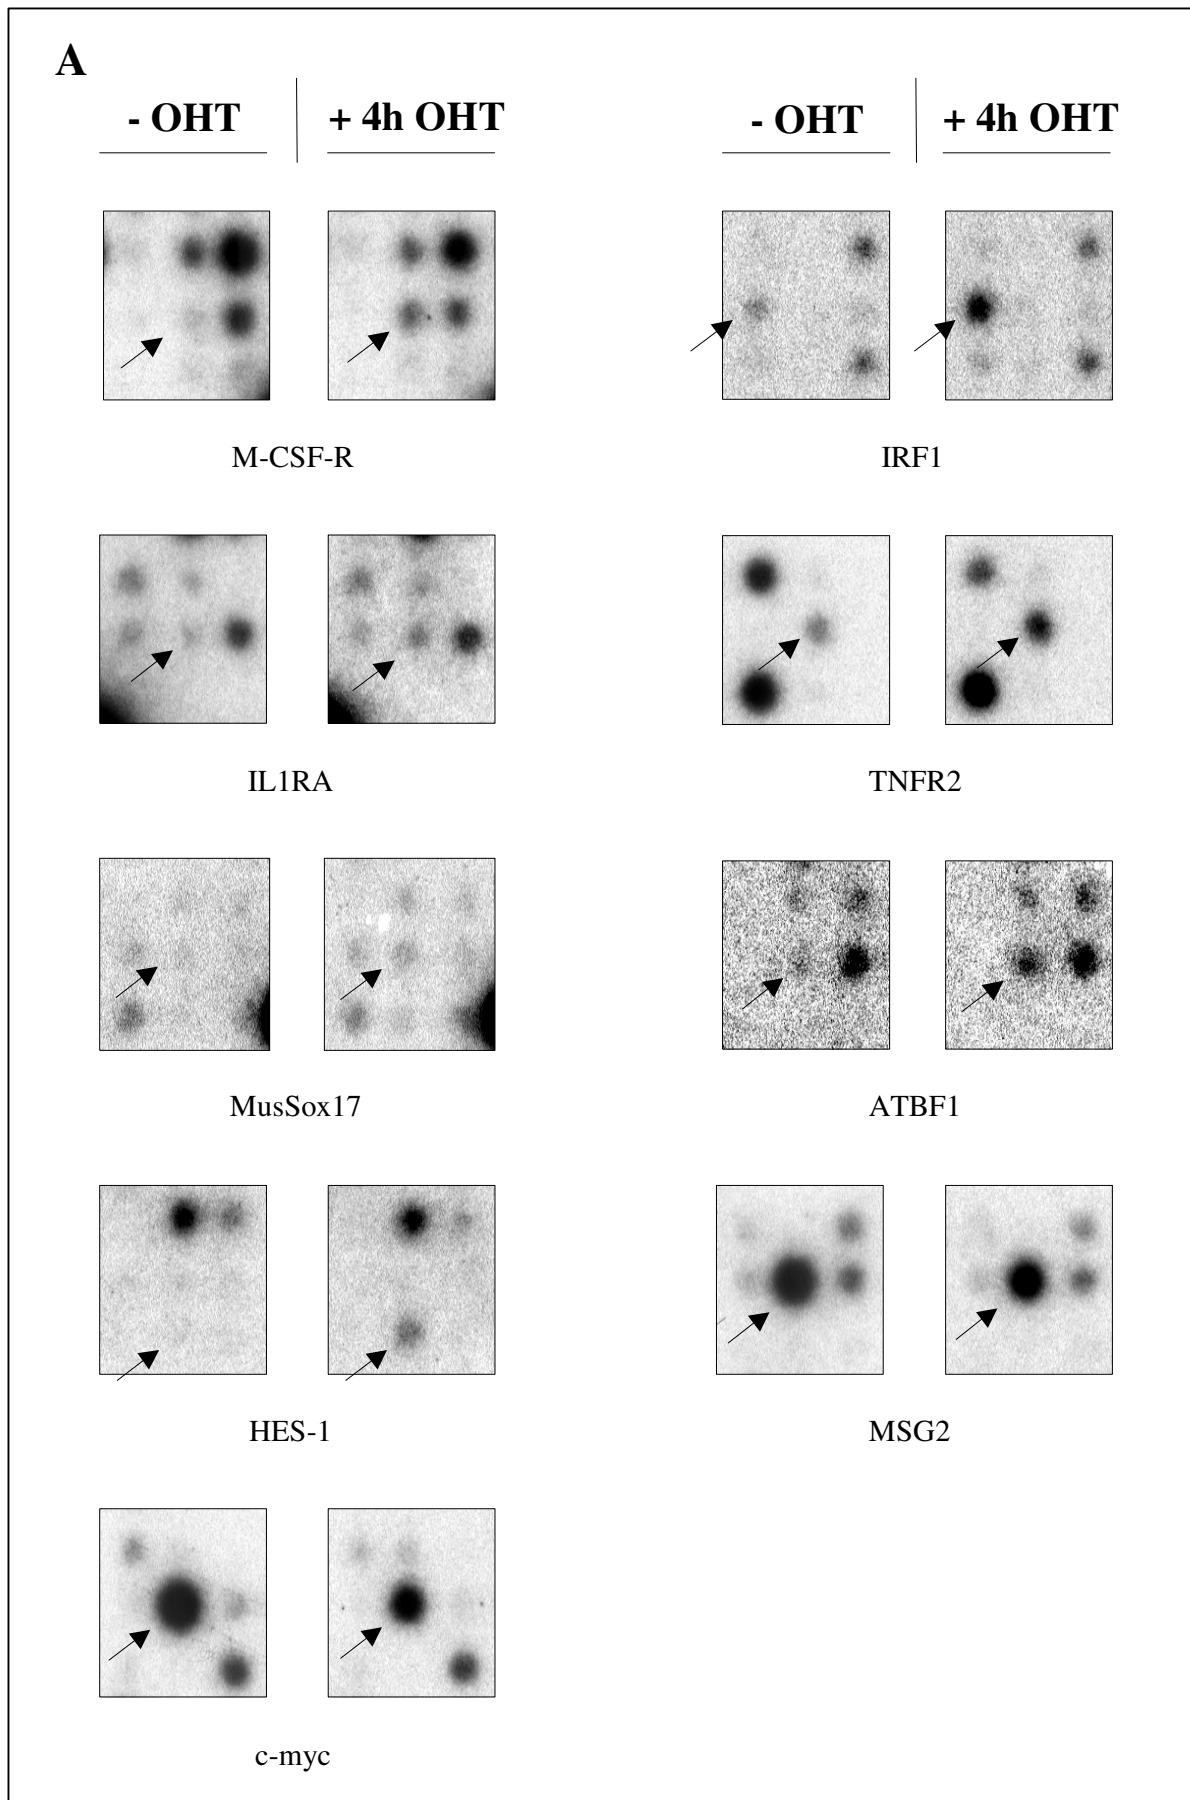 A
- OHT + 4h OHT - OHT + 4h OHT
M-CSF-R IRF1
IL1RA TNFR2
MusSox17 ATBF1
HES-1 MSG2
c-myc